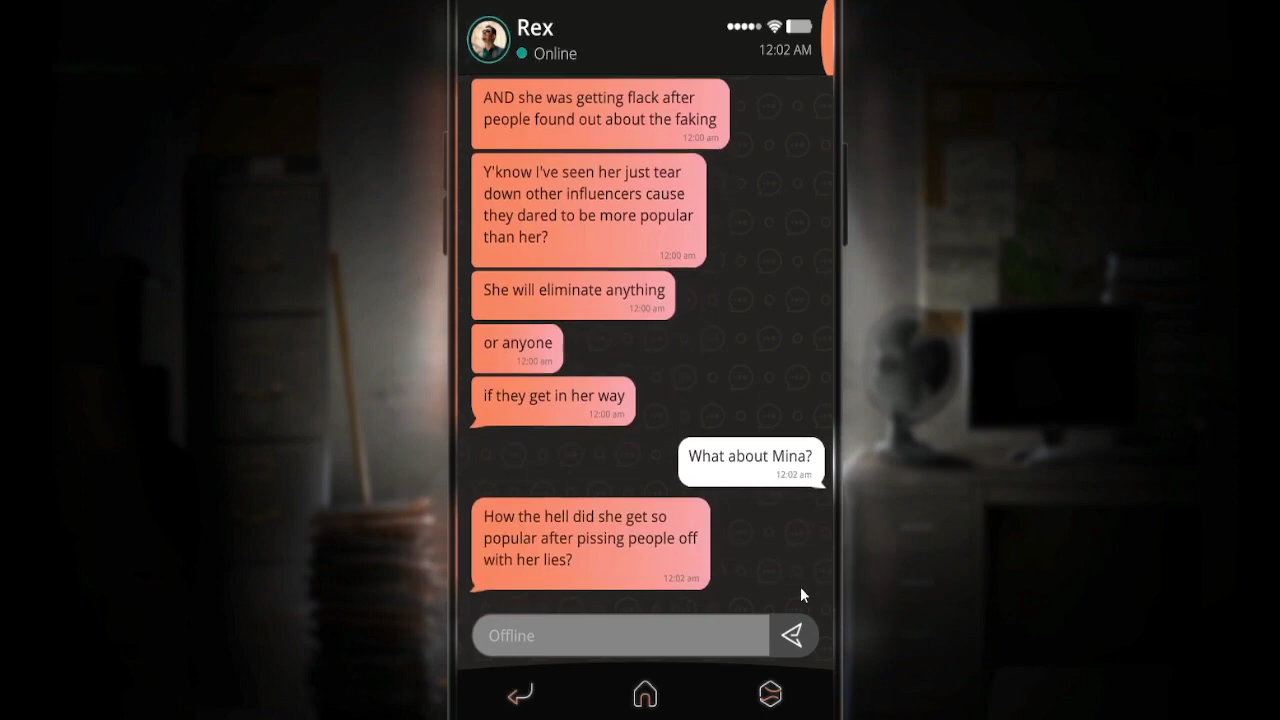 Rex
Online
12:02 AM
AND she was getting flack after
people found out about the faking
12:00 am
Y'know I've seen her just tear
down other influencers cause
they dared to be more popular
than her?
12:00 am
She will eliminate anything
12:00 am
or anyone
12:00 am
if they get in her way
12:00 am
What about Mina?
12:02 am
How the hell did she get so
popular after pissing people off
with her lies?
12:02 am
Offline